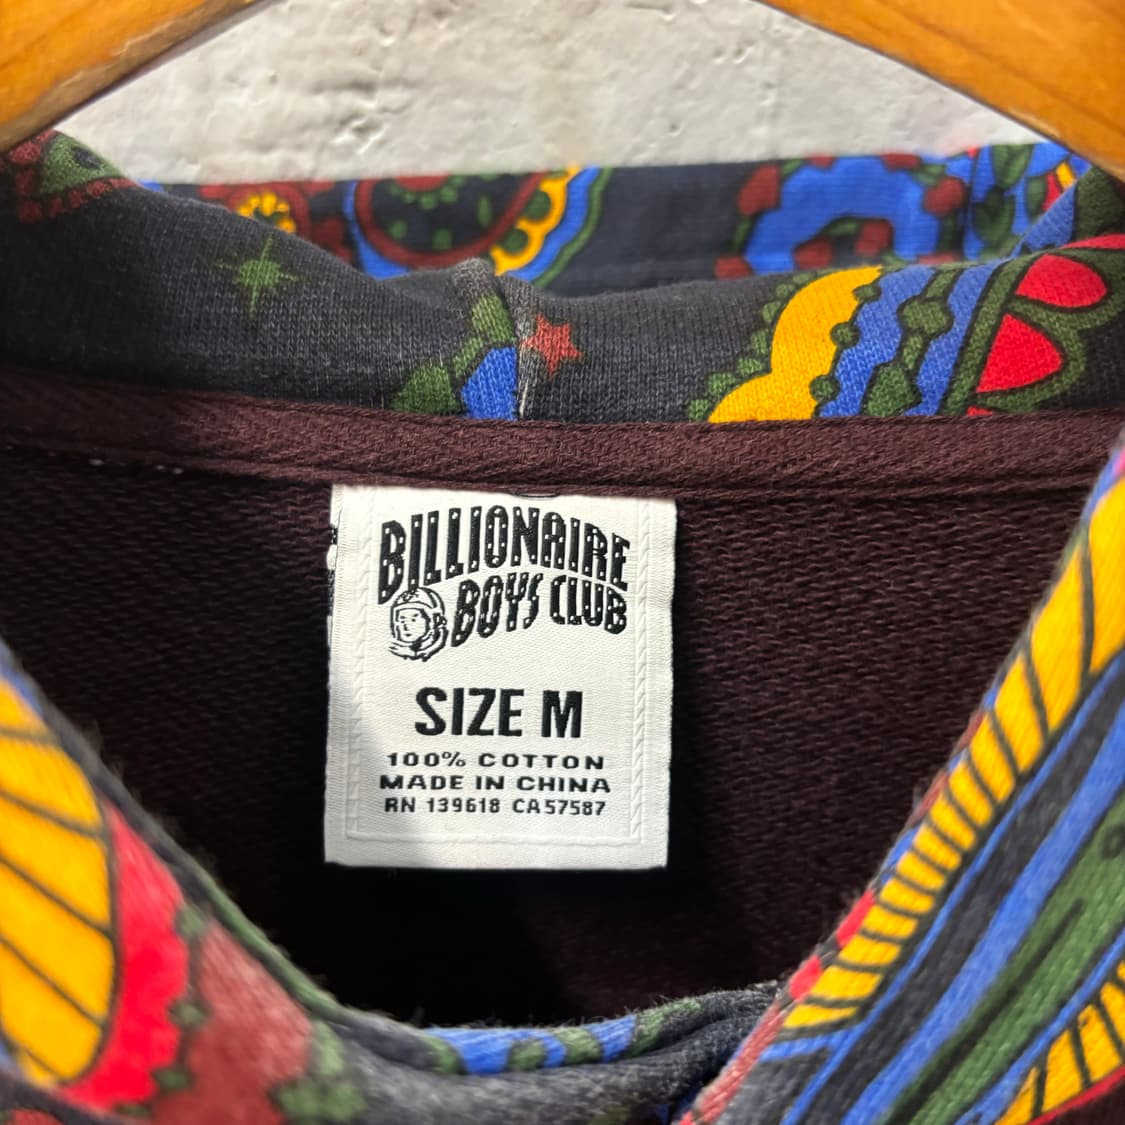 BILLIONAIRE
BOYS CLUB
SIZE M
100% COTTON
MADE IN CHINA
RN 139618 CA57587